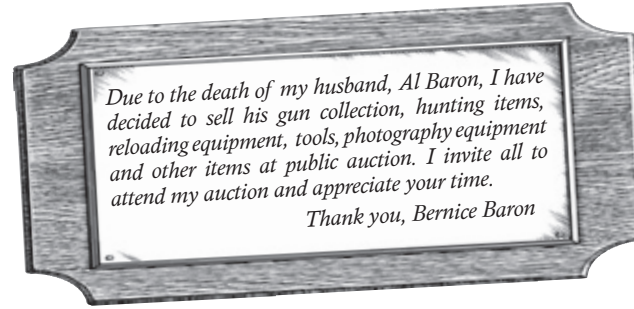 Due to the death of my husband, Al Baron, I have
decided to sell his gun collection, hunting items,
reloading equipment, tools, photography equipment
and other items at public auction. I invite all to
attend my auction and appreciate your time.
Thank you, Bernice Baron